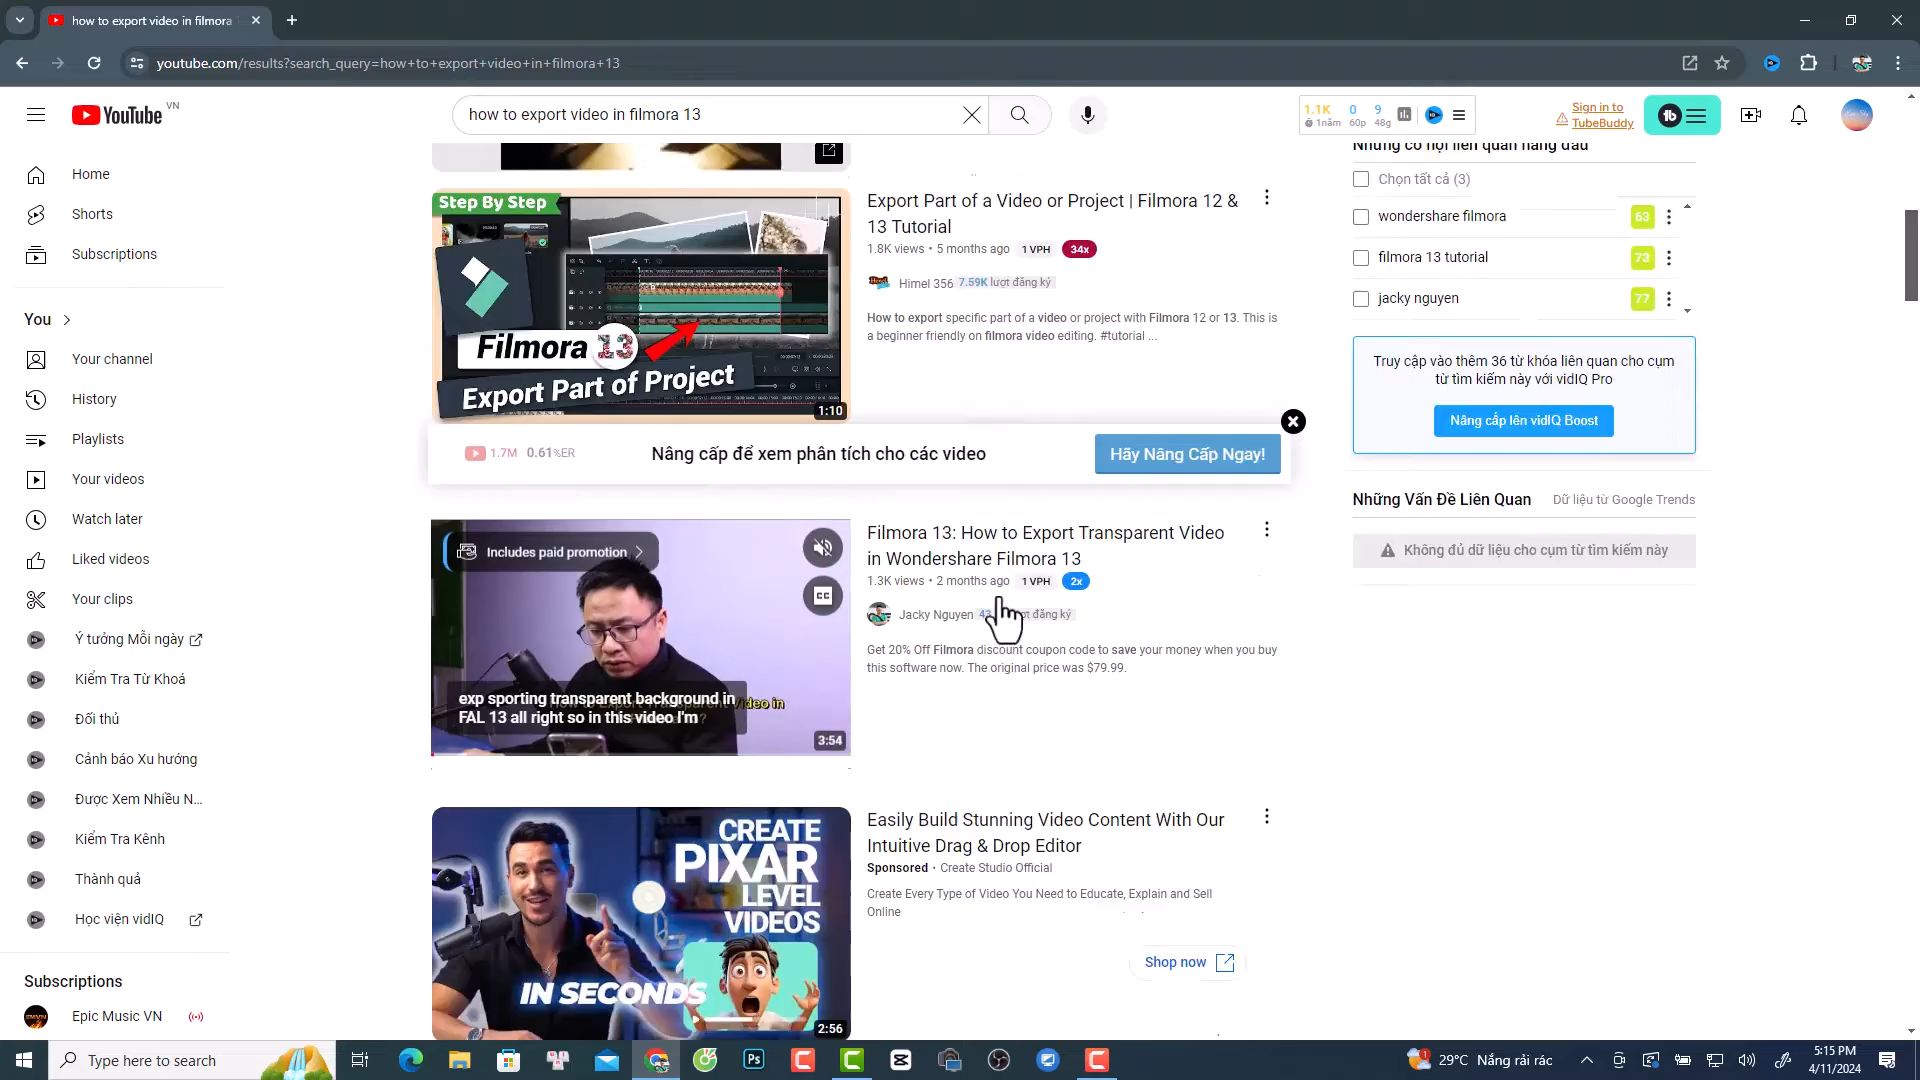 how to export video in filmora
youtube.com/results?search_query=how+to+export+video+in+filmora+13
YouTube VN
how to export video in filmora 13
1.1K 0 9
1năm 60p 48g
Sign in to
TubeBuddy
Home
Shorts
Subscriptions
You
Your channel
History
Playlists
Your videos
Watch later
Liked videos
Your clips
Ý tưởng Mỗi ngày
Kiểm Tra Từ Khoá
Đối thủ
Cảnh báo Xu hướng
Được Xem Nhiều N...
Kiểm Tra Kênh
Thành quả
Học viện vidIQ
Subscriptions
Epic Music VN
Step By Step
Filmora 13
Export Part of Project
1:10
Export Part of a Video or Project | Filmora 12 &
13 Tutorial
1.8K views • 5 months ago 1 VPH 34x
Himel 356 7.59K lượt đăng ký
How to export specific part of a video or project with Filmora 12 or 13. This is
a beginner friendly on filmora video editing. #tutorial ...
1.7M 0.61%ER
Nâng cấp để xem phân tích cho các video
Hãy Nâng Cấp Ngay!
Includes paid promotion
CC
exp sporting transparent background in
FAL 13 all right so in this video I'm
3:54
Filmora 13: How to Export Transparent Video
in Wondershare Filmora 13
1.3K views • 2 months ago 1 VPH 2x
Jacky Nguyen 43 ợt đăng ký
Get 20% Off Filmora discount coupon code to save your money when you buy
this software now. The original price was $79.99.
CREATE
PIXAR
LEVEL
VIDEOS
IN SECONDS
2:56
Easily Build Stunning Video Content With Our
Intuitive Drag & Drop Editor
Sponsored • Create Studio Official
Create Every Type of Video You Need to Educate, Explain and Sell
Online
Shop now
Những cơ hội liên quan hàng đầu
Chọn tất cả (3)
wondershare filmora 63
filmora 13 tutorial 73
jacky nguyen 77
Truy cập vào thêm 36 từ khóa liên quan cho cụm
từ tìm kiếm này với vidIQ Pro
Nâng cấp lên vidIQ Boost
Những Vấn Đề Liên Quan Dữ liệu từ Google Trends
Không đủ dữ liệu cho cụm từ tìm kiếm này
Type here to search
Ps
29°C Nắng rải rác
5:15 PM
4/11/2024